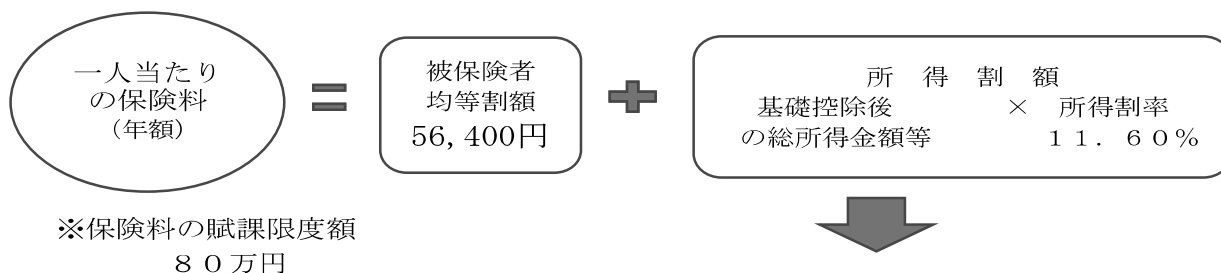 一人当たり
の保険料
(年額)
=
被保険者
均等割額
56,400円
+
所得割額
基礎控除後 × 所得割率
の総所得金額等 11.60%
※保険料の賦課限度額
80万円